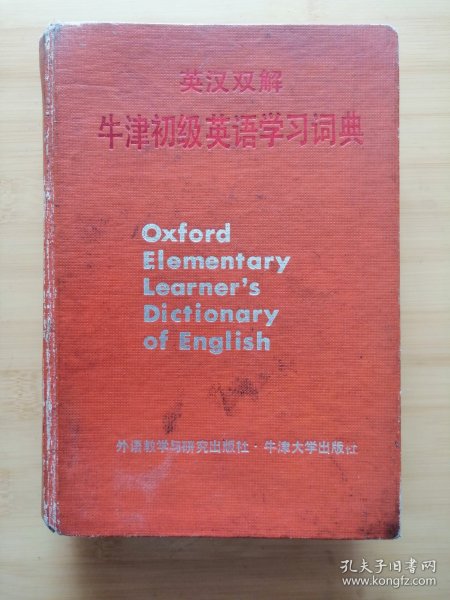 英汉双解
牛津初级英语学习词典
Oxford
Elementary
Learner's
Dictionary
of English
外语教学与研究出版社·牛津大学出版社
孔夫子旧书网
www.kongfz.com